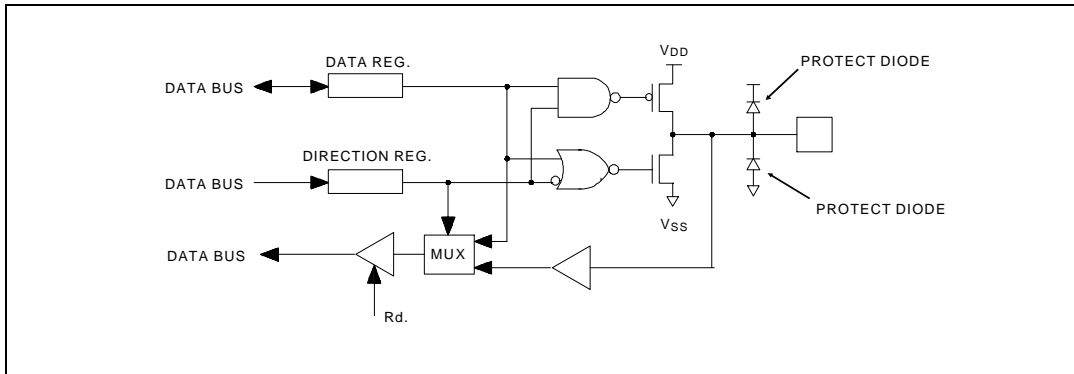 VDD
DATA REG.
PROTECT DIODE
DATA BUS
DIRECTION REG.
DATA BUS
PROTECT DIODE
VSS
DATA BUS
MUX
Rd.